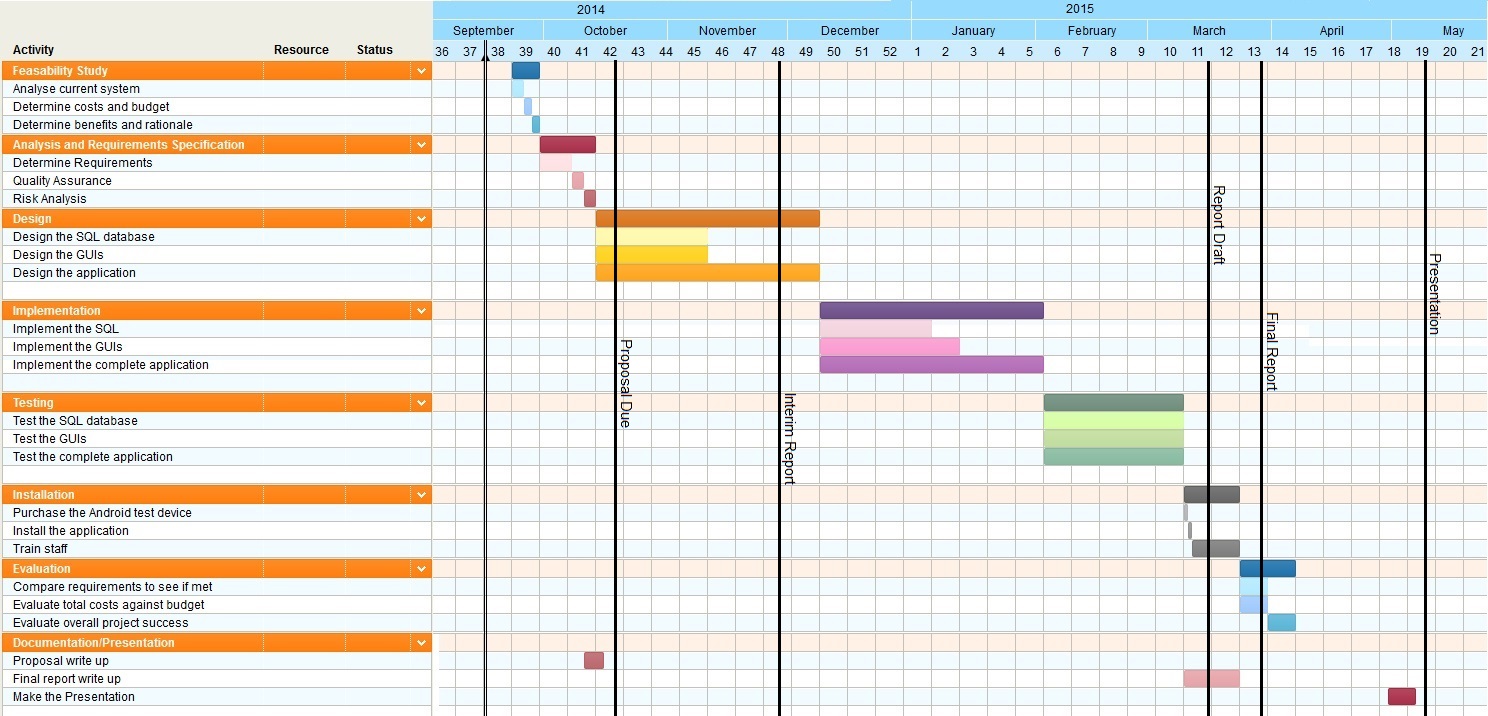 2014 2015
September October November December January February March April May
Activity Resource Status 36 37 38 39 40 41 42 43 44 45 46 47 48 49 50 51 52 1 2 3 4 5 6 7 8 9 10 11 12 13 14 15 16 17 18 19 20 21
Feasability Study
Analyse current system
Determine costs and budget
Determine benefits and rationale
Analysis and Requirements Specification
Determine Requirements
Quality Assurance
Risk Analysis
Design
Design the SQL database
Design the GUIs
Design the application
Implementation
Implement the SQL
Implement the GUIs
Implement the complete application
Testing
Test the SQL database
Test the GUIs
Test the complete application
Installation
Purchase the Android test device
Install the application
Train staff
Evaluation
Compare requirements to see if met
Evaluate total costs against budget
Evaluate overall project success
Documentation/Presentation
Proposal write up
Final report write up
Make the Presentation
Proposal Due
Interim Report
Report Draft
Final Report
Presentation